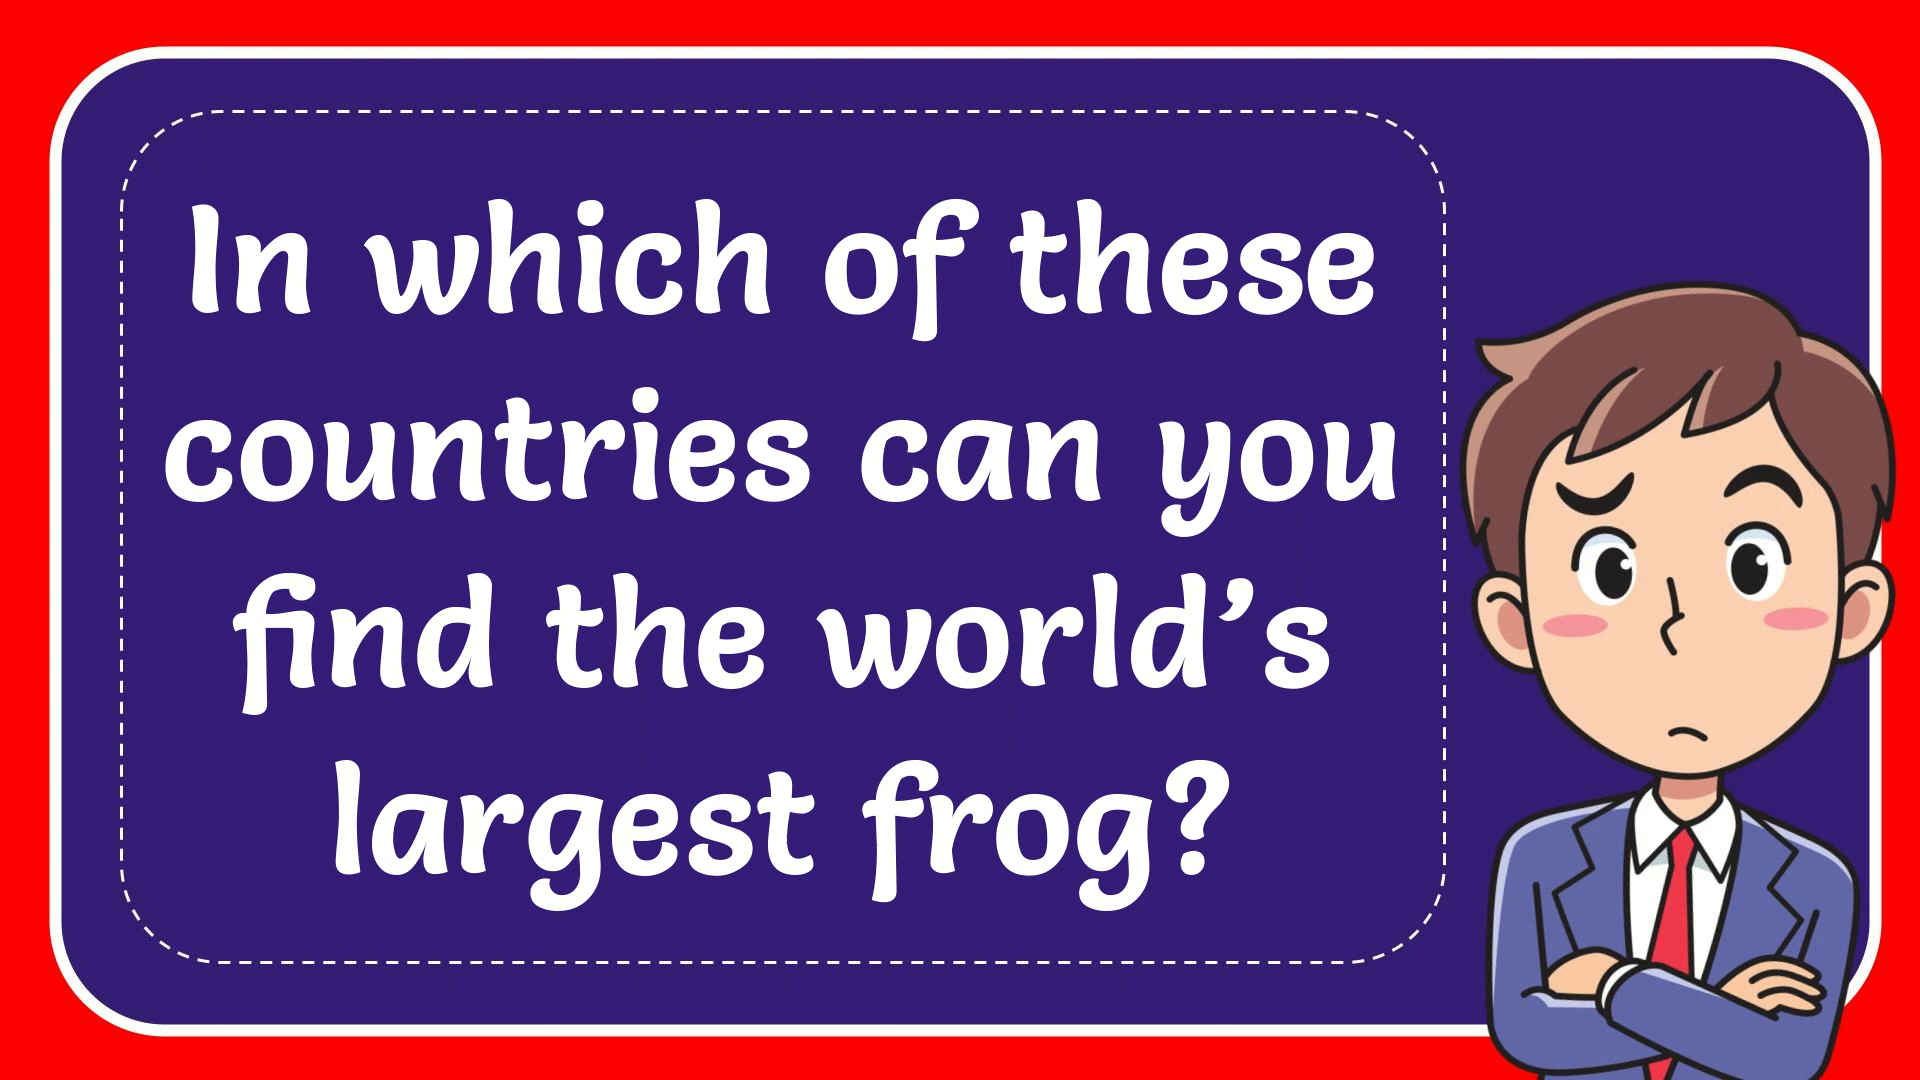 In which of these
countries can you
find the world’s
largest frog?